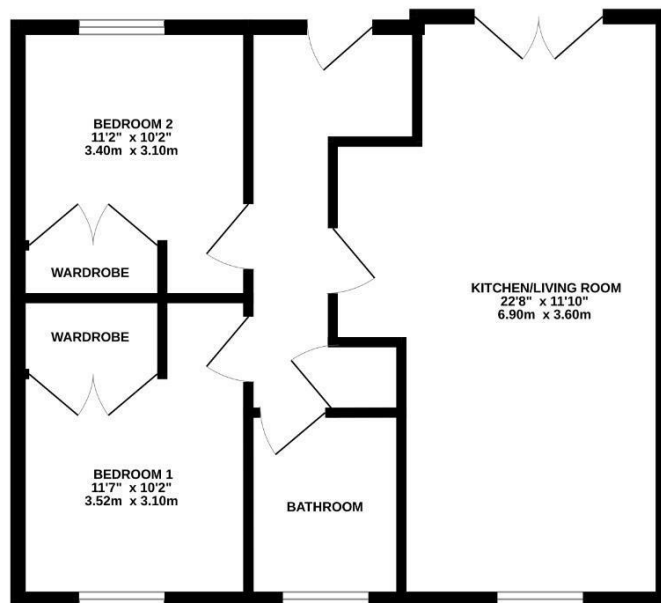 BEDROOM 2
11'2" x 10'2"
3.40m x 3.10m
WARDROBE
WARDROBE
BEDROOM 1
11'7" x 10'2"
3.52m x 3.10m
BATHROOM
KITCHEN/LIVING ROOM
22'8" x 11'10"
6.90m x 3.60m